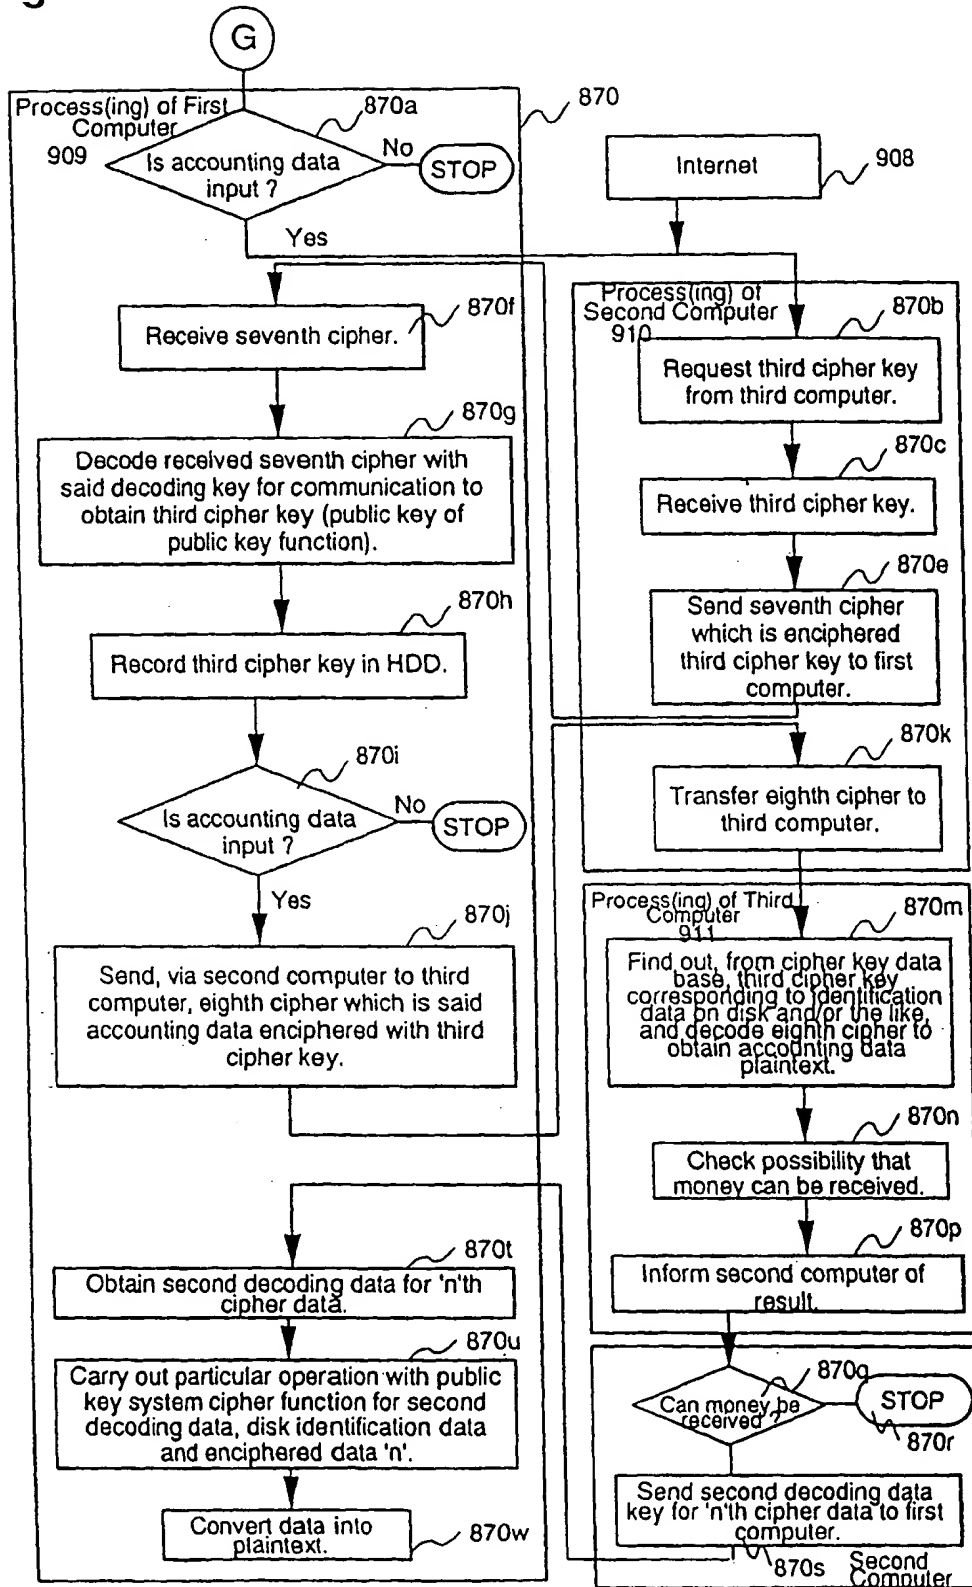 G
Process(ing) of First
Computer
909
870a
870
Is accounting data
input ?
No
STOP
Yes
Internet
908
Receive seventh cipher.
870f
870g
Decode received seventh cipher with
said decoding key for communication to
obtain third cipher key (public key of
public key function).
870h
Record third cipher key in HDD.
870i
Is accounting data
input ?
No
STOP
Yes
870j
Send, via second computer to third
computer, eighth cipher which is said
accounting data enciphered with third
cipher key.
870t
Obtain second decoding data for 'n'th
cipher data.
870u
Carry out particular operation with public
key system cipher function for second
decoding data, disk identification data
and enciphered data 'n'.
Convert data into
plaintext.
870w
Process(ing) of
Second Computer
910
870b
Request third cipher key
from third computer.
870c
Receive third cipher key.
870e
Send seventh cipher
which is enciphered
third cipher key to first
computer.
870k
Transfer eighth cipher to
third computer.
Process(ing) of Third
Computer
911
870m
Find out, from cipher key data
base, third cipher key
corresponding to identification
data on disk and/or the like,
and decode eighth cipher to
obtain accounting data
plaintext.
870n
Check possibility that
money can be received.
870p
Inform second computer of
result.
870q
Can money be
received ?
STOP
870r
Send second decoding data
key for 'n'th cipher data to first
computer.
870s
Second
Computer